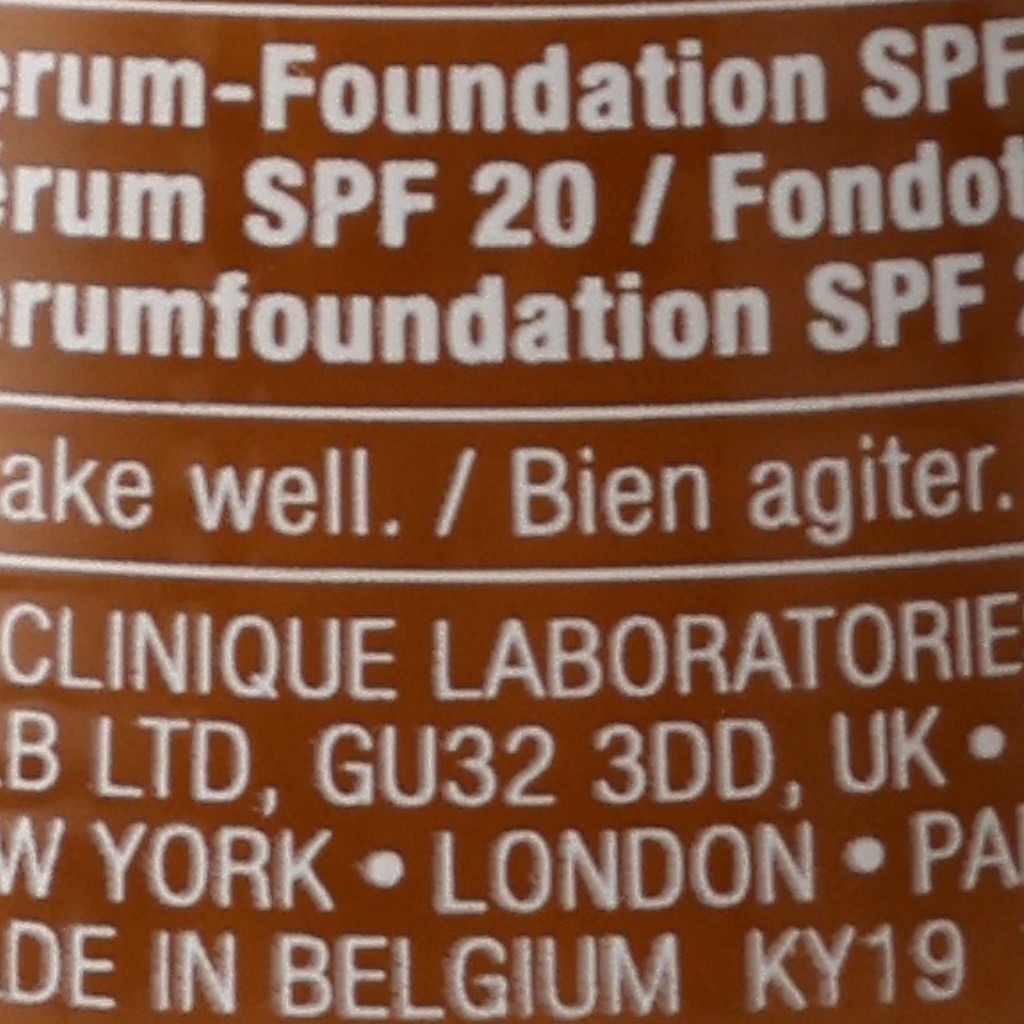 erum-Foundation SPF
érum SPF 20 / Fondot
erumfoundation SPF 2
ake well. / Bien agiter.
CLINIQUE LABORATORIE
B LTD, GU32 3DD, UK •
W YORK • LONDON • PA
DE IN BELGIUM KY19